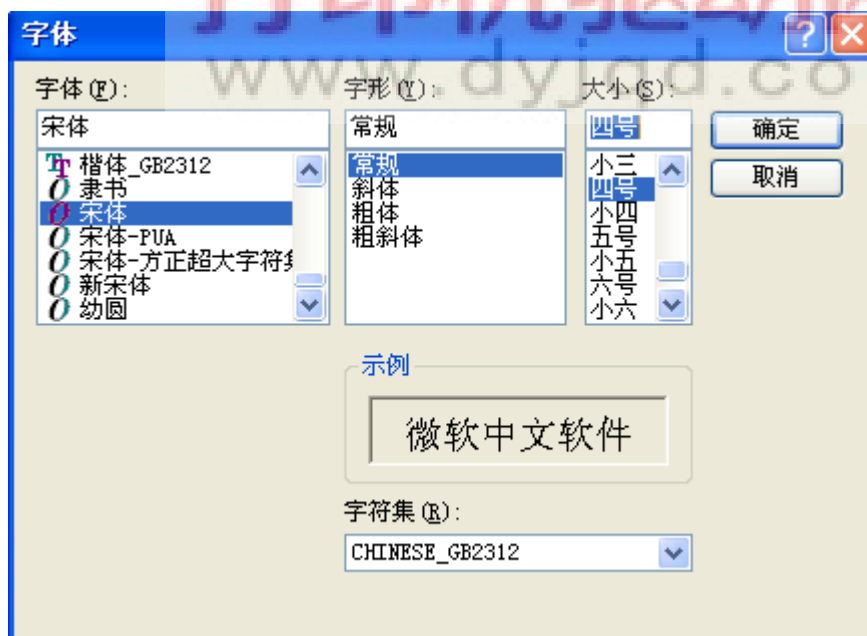 字体
www.dyjqd.co
字体(F):
字形(Y):
大小(S):
宋体
常规
四号
确定
楷体_GB2312
隶书
宋体
宋体-PUA
宋体-方正超大字符集
新宋体
幼圆
常规
斜体
粗体
粗斜体
小三
四号
小四
五号
小五
六号
小六
取消
示例
微软中文软件
字符集(R):
CHINESE_GB2312